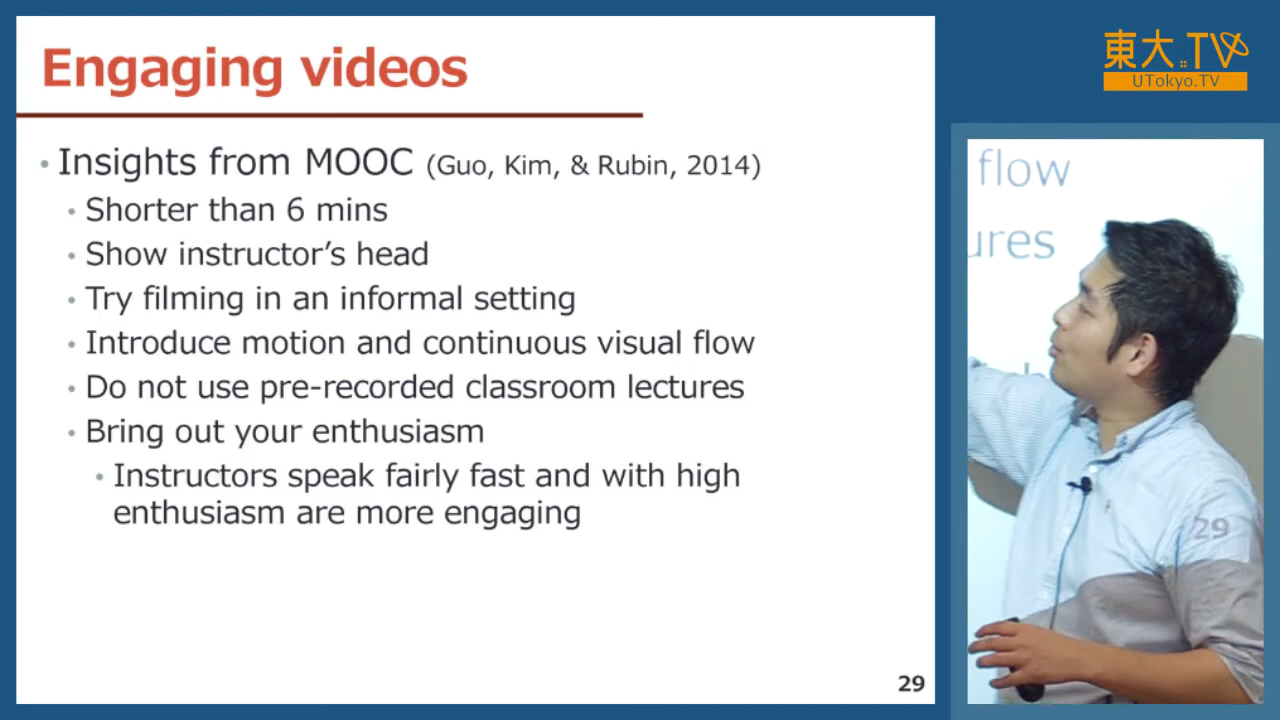 Engaging videos
• Insights from MOOC (Guo, Kim, & Rubin, 2014)
• Shorter than 6 mins
• Show instructor's head
• Try filming in an informal setting
• Introduce motion and continuous visual flow
• Do not use pre-recorded classroom lectures
• Bring out your enthusiasm
• Instructors speak fairly fast and with high
enthusiasm are more engaging
29
東大.TV
UTokyo.TV
flow
ures
29